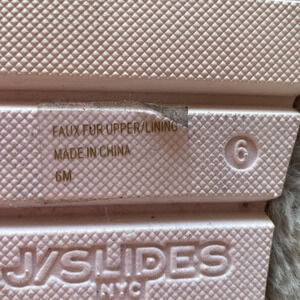 FAUX FUR UPPER/LINING
MADE IN CHINA
6M
6
J/SLIDES
NYC